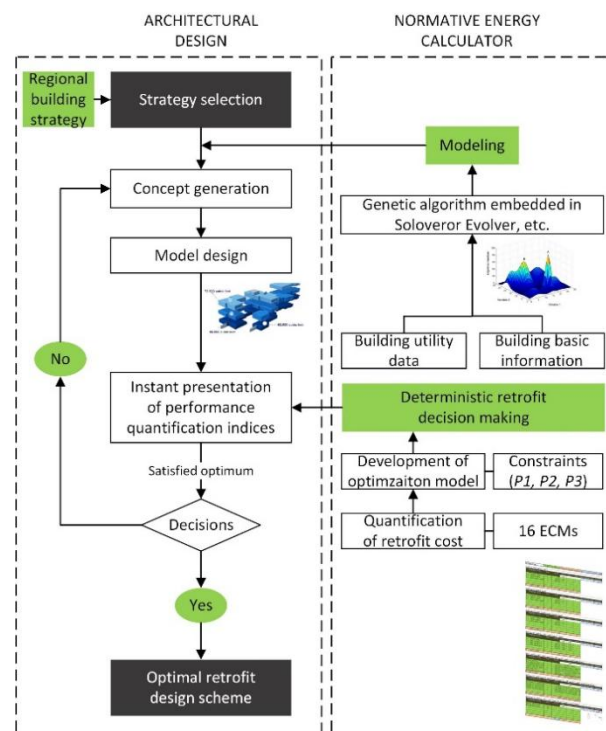 ARCHITECTURAL
DESIGN
NORMATIVE ENERGY
CALCULATOR
Regional
building
strategy
Strategy selection
Modeling
Concept generation
Genetic algorithm embedded in
Soloveror Evolver, etc.
Model design
Building utility
data
Building basic
information
No
Instant presentation
of performance
quantification indices
Deterministic retrofit
decision making
Satisfied optimum
Development of
optimzaiton model
Constraints
(P1, P2, P3)
Decisions
Quantification
of retrofit cost
16 ECMs
Yes
Optimal retrofit
design scheme